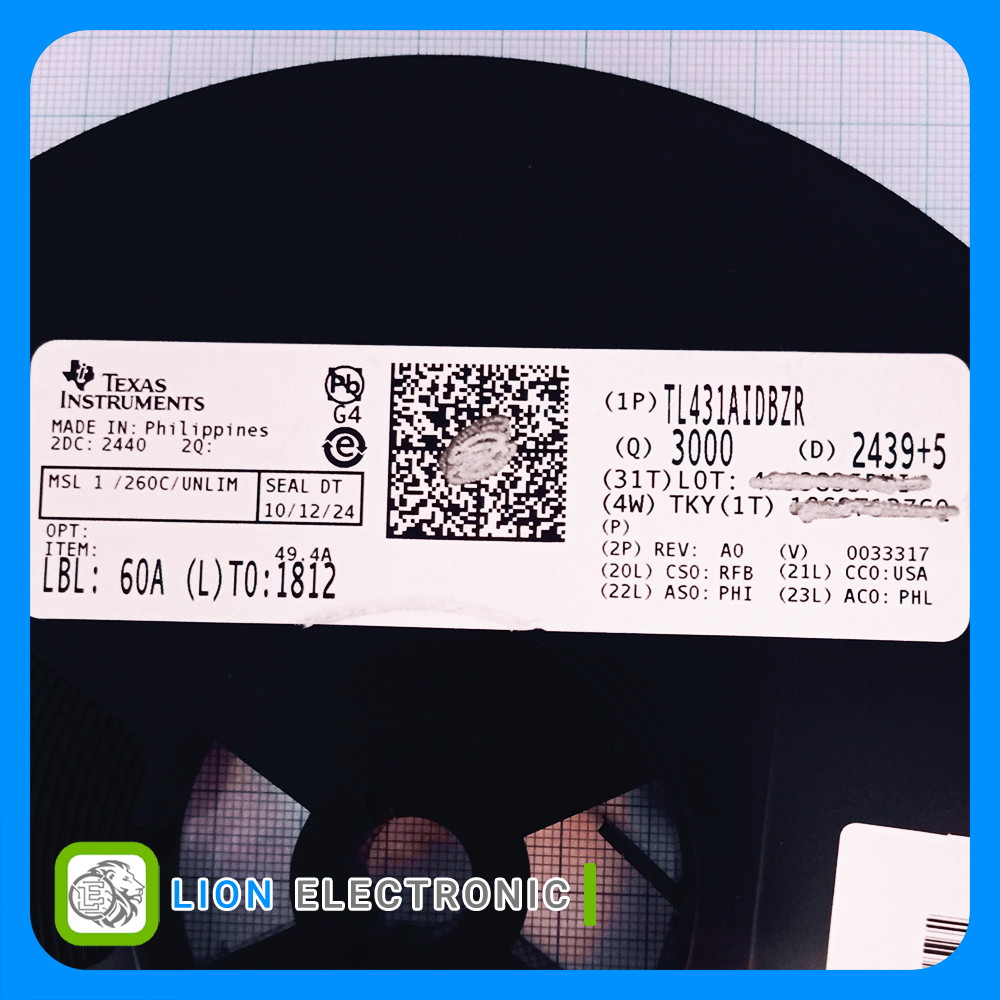 TEXAS
INSTRUMENTS
MADE IN: Philippines
2DC: 2440 2Q:
Pb
G4
e
MSL 1 /260C/UNLIM
SEAL DT
10/12/24
OPT:
ITEM:
49.4A
LBL: 60A (L)TO:1812
(1P) TL431AIDBZR
(Q) 3000 (D) 2439+5
(31T)LOT:
(4W) TKY(1T)
(P)
(2P) REV: A0 (V) 0033317
(20L) CSO: RFB (21L) CCO:USA
(22L) ASO: PHI (23L) ACO: PHL
LE
LION ELECTRONIC